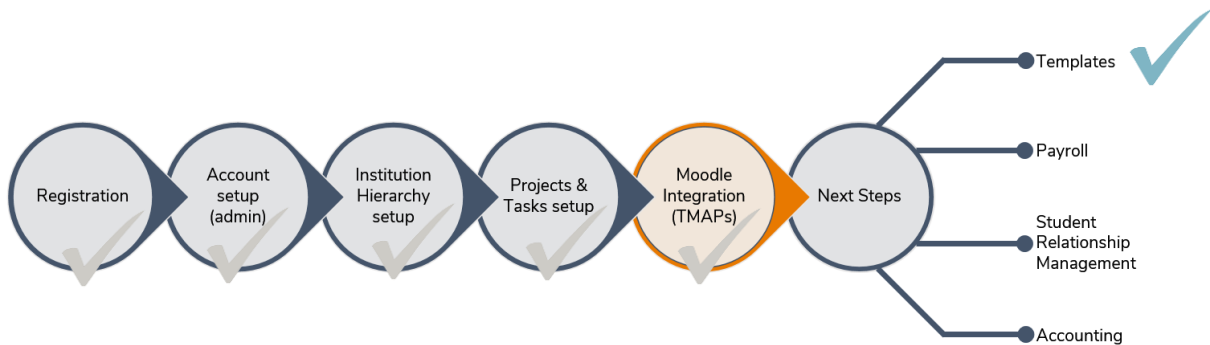 Registration
Account
setup
(admin)
Institution
Hierarchy
setup
Projects &
Tasks setup
Moodle
Integration
(TMAPs)
Next Steps
Templates
Payroll
Student
Relationship
Management
Accounting